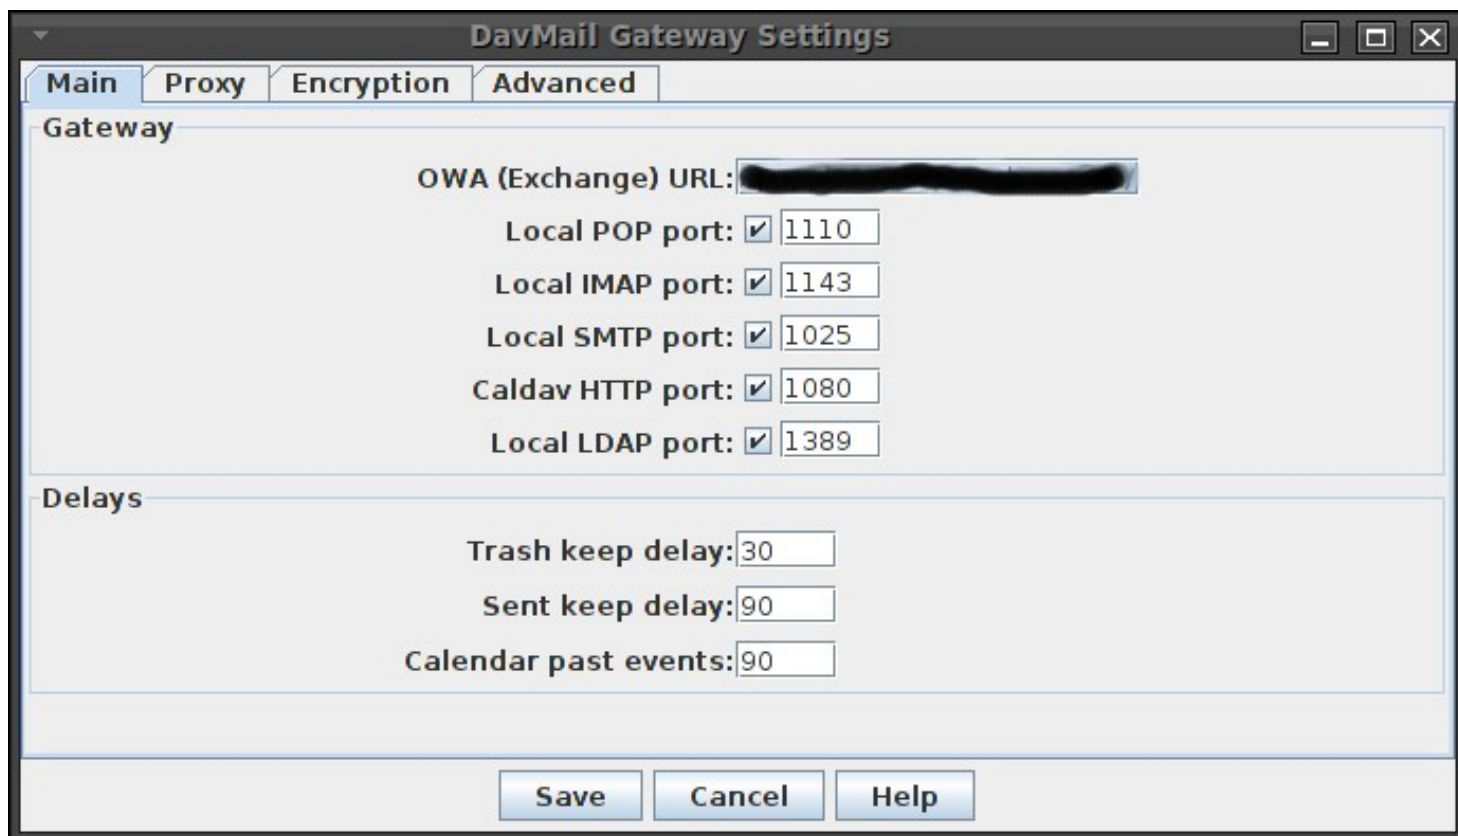 DavMail Gateway Settings
Main Proxy Encryption Advanced
Gateway
OWA (Exchange) URL:
Local POP port: 1110
Local IMAP port: 1143
Local SMTP port: 1025
Caldav HTTP port: 1080
Local LDAP port: 1389
Delays
Trash keep delay: 30
Sent keep delay: 90
Calendar past events: 90
Save Cancel Help